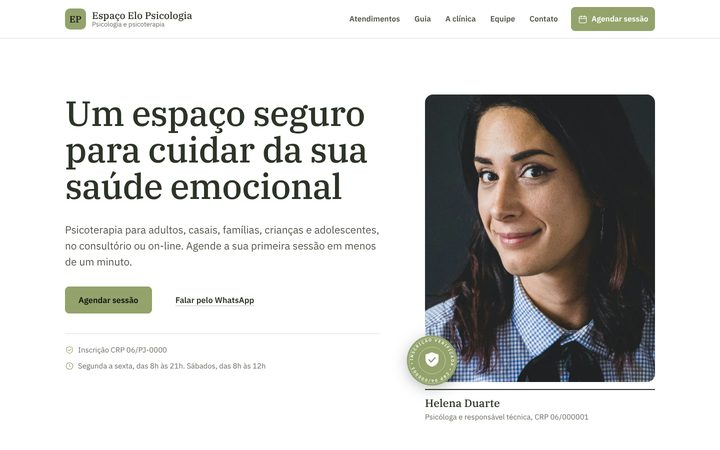 EP
Espaço Elo Psicologia
Psicologia e psicoterapia
Atendimentos
Guia
A clínica
Equipe
Contato
Agendar sessão
Um espaço seguro
para cuidar da sua
saúde emocional
Psicoterapia para adultos, casais, famílias, crianças e adolescentes,
no consultório ou on-line. Agende a sua primeira sessão em menos
de um minuto.
Agendar sessão
Falar pelo WhatsApp
Inscrição CRP 06/PJ-0000
Segunda a sexta, das 8h às 21h. Sábados, das 8h às 12h
INSCRIÇÃO VERIFICADA
Helena Duarte
Psicóloga e responsável técnica, CRP 06/000001